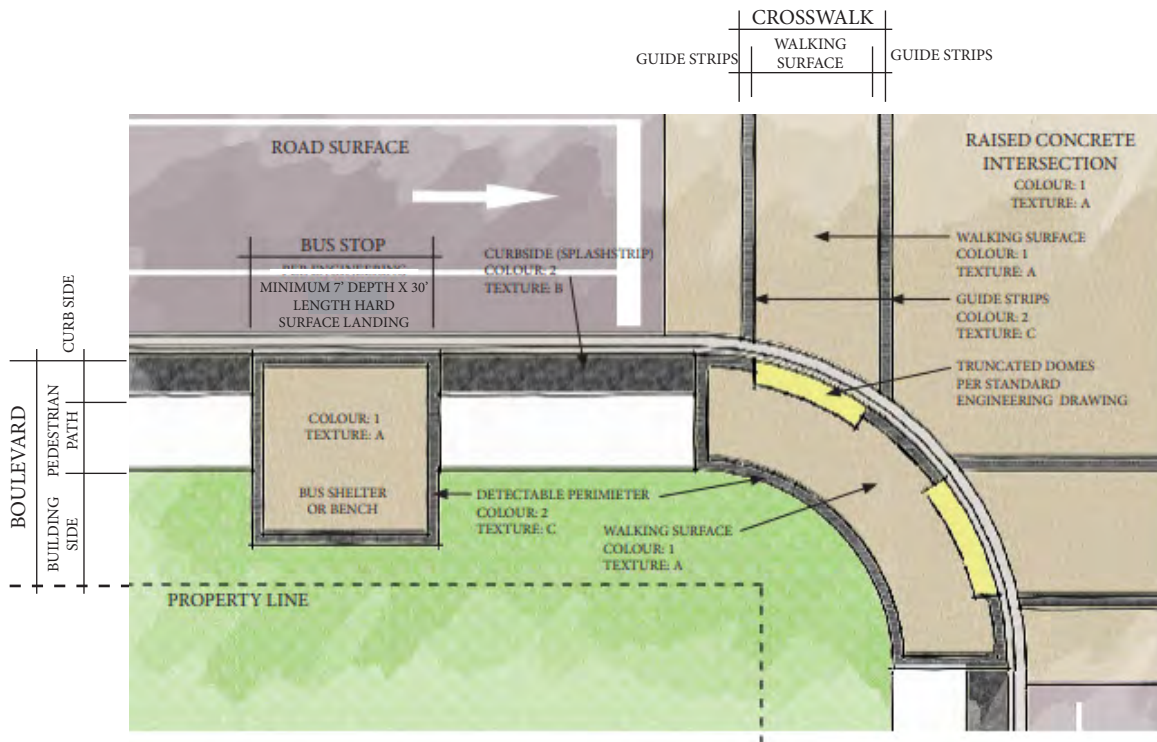 CROSSWALK
GUIDE STRIPS
WALKING
SURFACE
GUIDE STRIPS
ROAD SURFACE
RAISED CONCRETE
INTERSECTION
COLOUR: 1
TEXTURE: A
BUS STOP
PER ENGINEERING
MINIMUM 7' DEPTH X 30'
LENGTH HARD
SURFACE LANDING
CURBSIDE (SPLASHSTRIP)
COLOUR: 2
TEXTURE: B
WALKING SURFACE
COLOUR: 1
TEXTURE: A
GUIDE STRIPS
COLOUR: 2
TEXTURE: C
TRUNCATED DOMES
PER STANDARD
ENGINEERING DRAWING
BOULEVARD
CURB SIDE
PEDESTRIAN
PATH
BUILDING
SIDE
COLOUR: 1
TEXTURE: A
BUS SHELTER
OR BENCH
DETECTABLE PERIMIETER
COLOUR: 2
TEXTURE: C
WALKING SURFACE
COLOUR: 1
TEXTURE: A
PROPERTY LINE